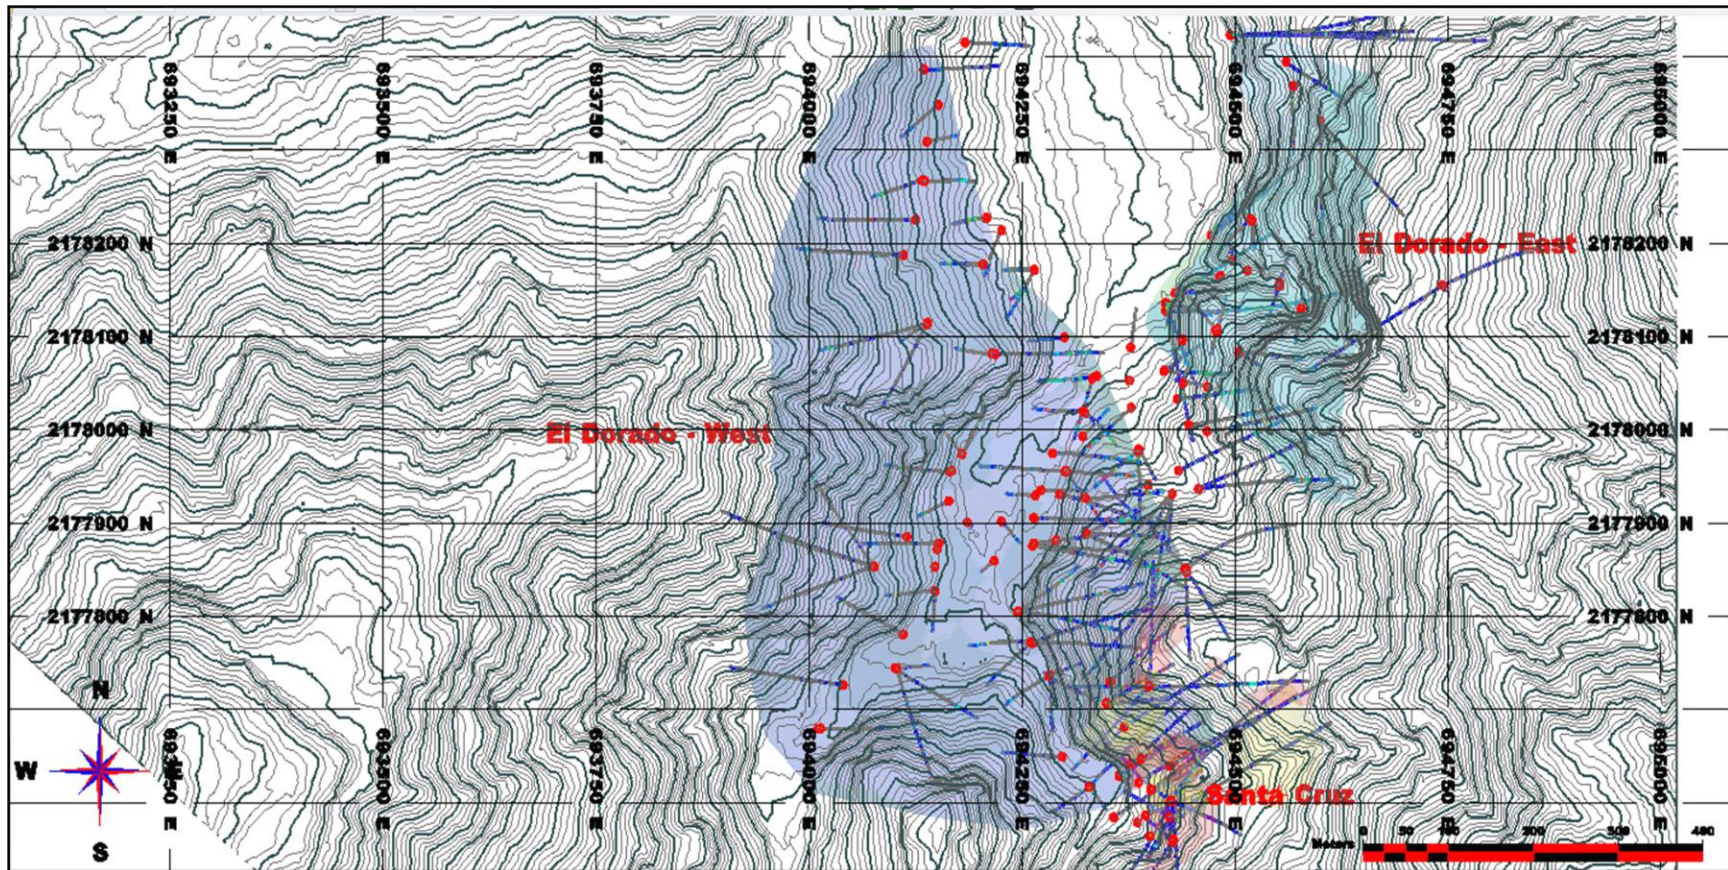 693250 E
693500 E
693750 E
694000 E
694250 E
694500 E
694750 E
695000 E
2178200 N
El Dorado - East
2178200 N
2178100 N
2178100 N
2178000 N
El Dorado - West
2178000 N
2177900 N
2177900 N
2177800 N
2177800 N
N
W
S
693500 E
693750 E
694000 E
694250 E
694500 E
694750 E
695000 E
Santa Cruz
Meters
0 50 100 200 300 400